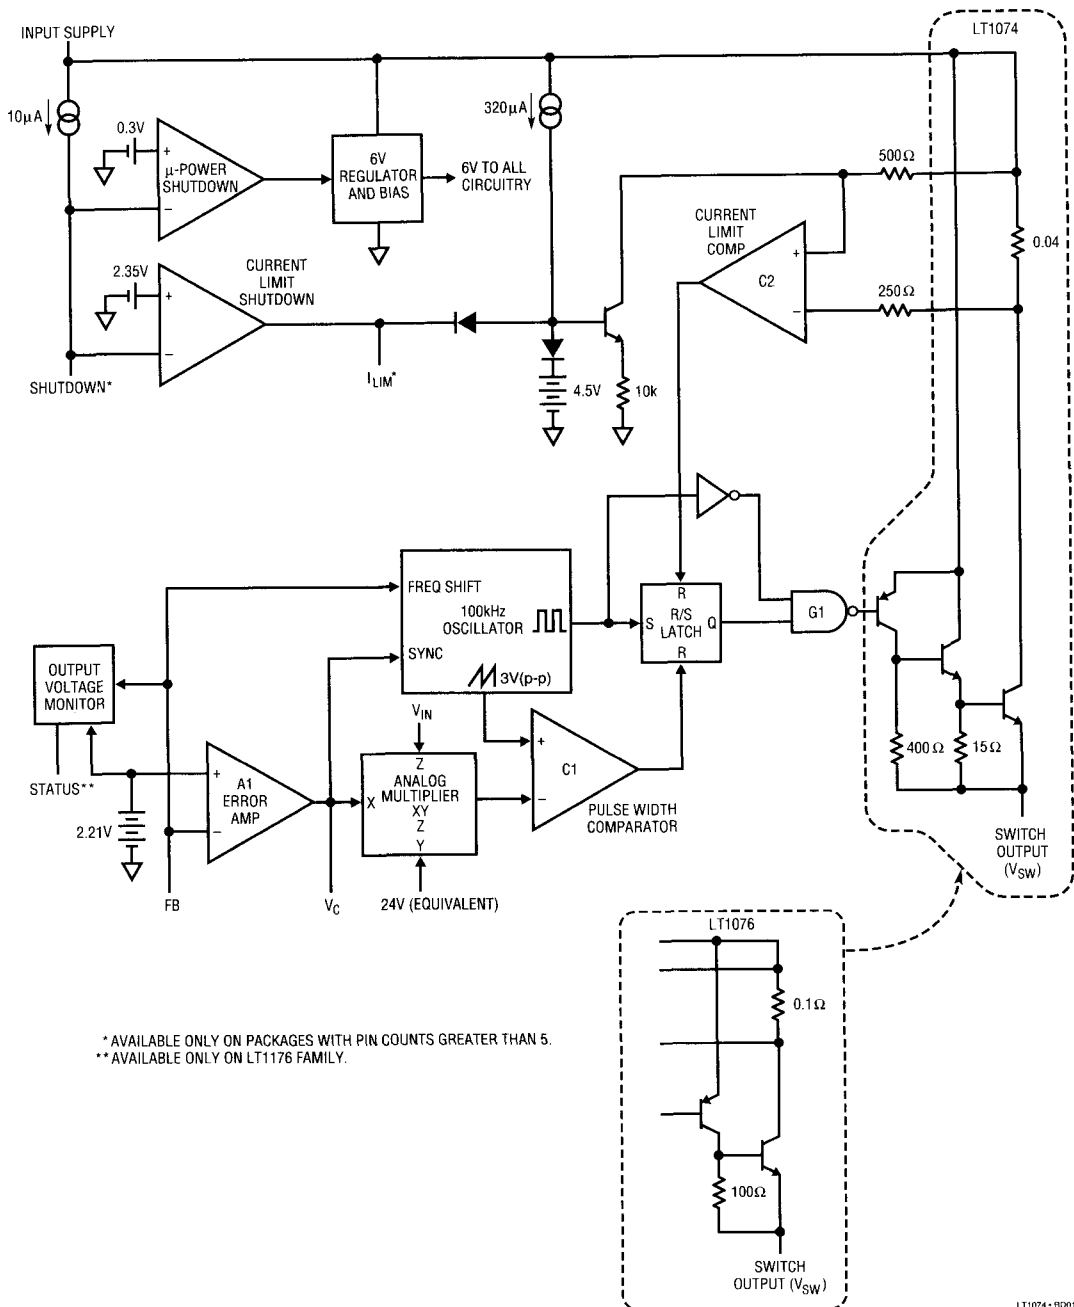 LT1074
INPUT SUPPLY
10µA
0.3V
+
µ-POWER
SHUTDOWN
−
6V
REGULATOR
AND BIAS
6V TO ALL
CIRCUITRY
320µA
500Ω
CURRENT
LIMIT
COMP
+
C2
−
0.04
250Ω
2.35V
+
−
CURRENT
LIMIT
SHUTDOWN
SHUTDOWN*
I_LIM*
4.5V
10k
FREQ SHIFT
100kHz
OSCILLATOR
SYNC
3V(p-p)
R
R/S
LATCH
S
Q
R
G1
OUTPUT
VOLTAGE
MONITOR
STATUS**
2.21V
+
A1
ERROR
AMP
−
FB
V_C
V_IN
Z
ANALOG
MULTIPLIER
XY
Z
X
Y
24V (EQUIVALENT)
+
C1
−
PULSE WIDTH
COMPARATOR
400Ω
15Ω
SWITCH
OUTPUT
(V_SW)
LT1076
0.1Ω
100Ω
SWITCH
OUTPUT (V_SW)
* AVAILABLE ONLY ON PACKAGES WITH PIN COUNTS GREATER THAN 5.
** AVAILABLE ONLY ON LT1176 FAMILY.
LT1074 • BD01